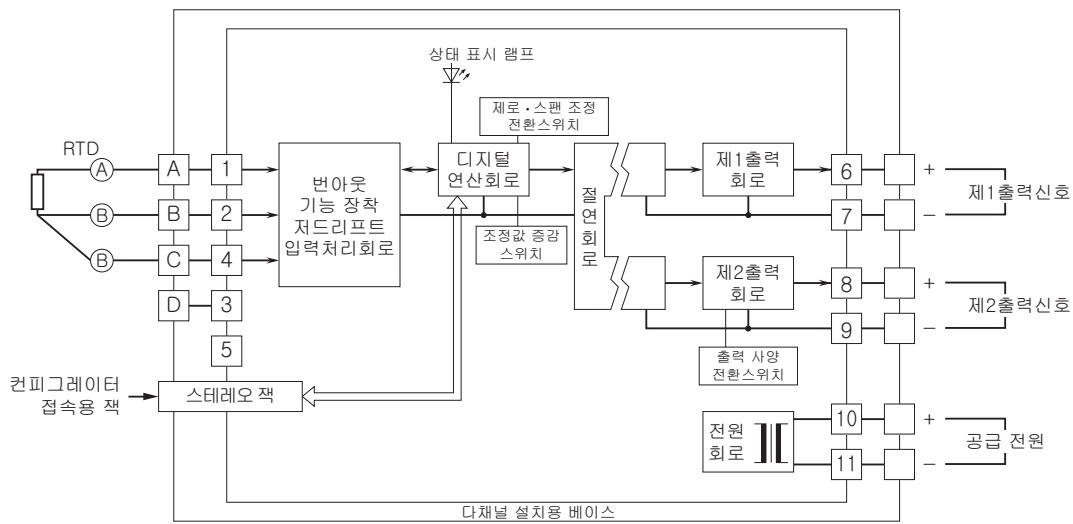 상태 표시 램프
제로・스팬 조정
전환스위치
RTD
A
A
1
B
B
2
B
C
4
D
3
5
번아웃
기능 장착
저드리프트
입력처리회로
디지털
연산회로
조정값 증감
스위치
절
연
회
로
제1출력
회로
6
+
7
−
제1출력신호
제2출력
회로
8
+
9
−
제2출력신호
출력 사양
전환스위치
컨피그레이터
접속용 잭
스테레오 잭
전원
회로
10
+
11
−
공급 전원
다채널 설치용 베이스